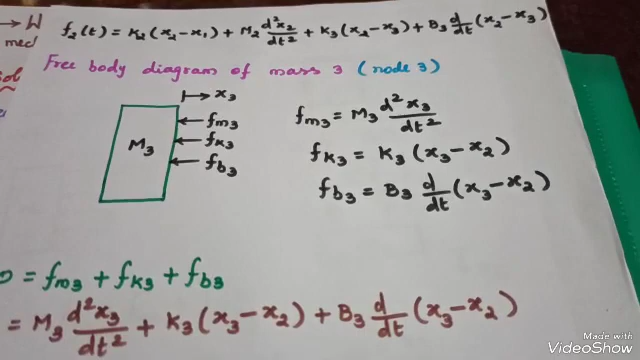 f₂(t) = K₂(x₂-x₁) + M₂ d²x₂/dt² + K₃(x₂-x₃) + B₃ d/dt (x₂-x₃)
→ W
med
Free body diagram of mass 3 (node 3)
→ x₃
M₃
← fm₃
← fk₃
← fb₃
fm₃ = M₃ d²x₃/dt²
fk₃ = K₃(x₃-x₂)
fb₃ = B₃ d/dt (x₃-x₂)
0 = fm₃ + fk₃ + fb₃
= M₃ d²x₃/dt² + K₃(x₃-x₂) + B₃ d/dt (x₃-x₂)
Made with
VideoShow